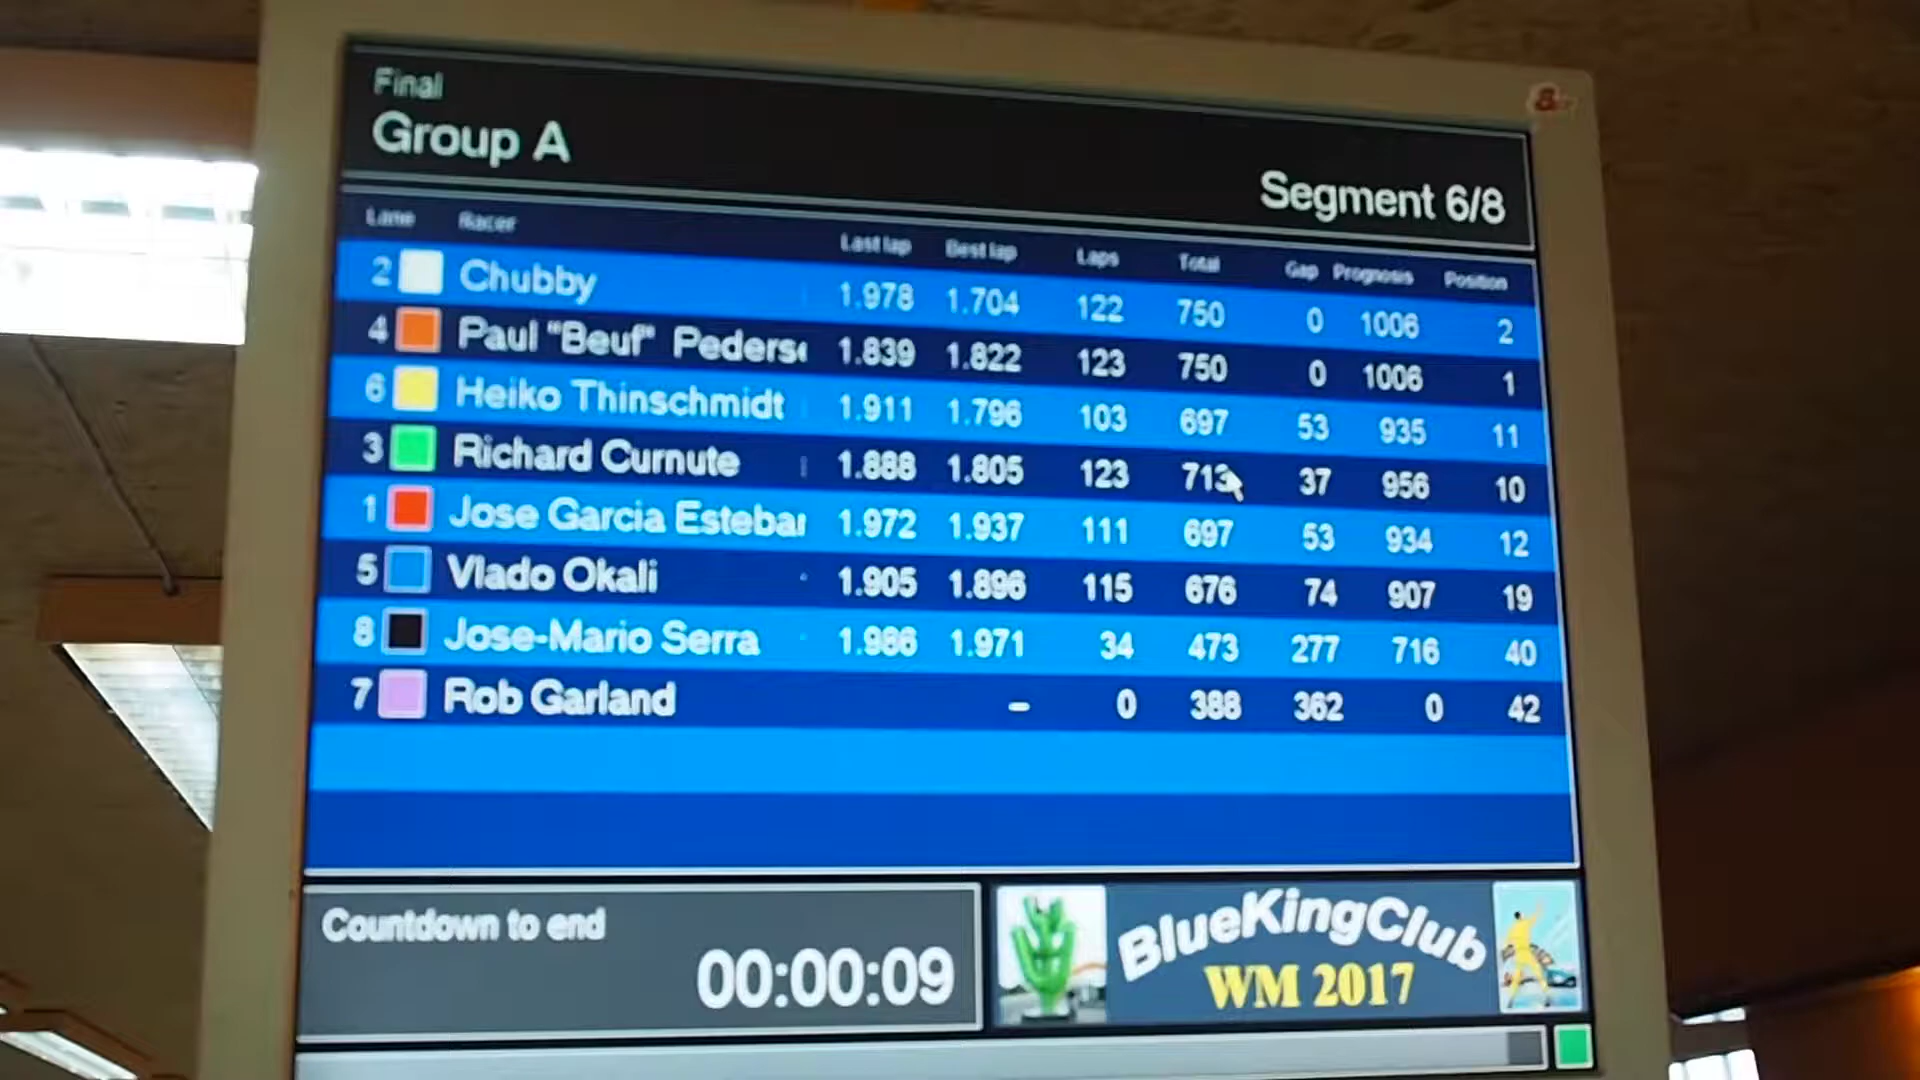 Final
Group A
Segment 6/8
Lane Racer Last lap Best lap Laps Total Gap Prognosis Position
2 Chubby 1.978 1.704 122 750 0 1006 2
4 Paul "Beuf" Peders 1.839 1.822 123 750 0 1006 1
6 Heiko Thinschmidt 1.911 1.796 103 697 53 935 11
3 Richard Curnute 1.888 1.805 123 713 37 956 10
1 Jose Garcia Esteba 1.972 1.937 111 697 53 934 12
5 Vlado Okali 1.905 1.896 115 676 74 907 19
8 Jose-Mario Serra 1.986 1.971 34 473 277 716 40
7 Rob Garland - 0 388 362 0 42
Countdown to end
00:00:09
BlueKingClub
WM 2017